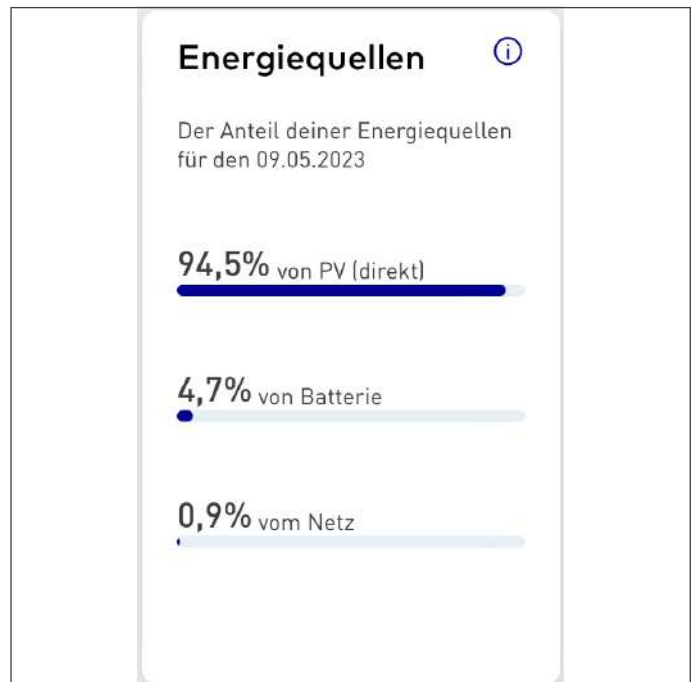 Energiequellen
Der Anteil deiner Energiequellen
für den 09.05.2023
94,5% von PV (direkt)
4,7% von Batterie
0,9% vom Netz